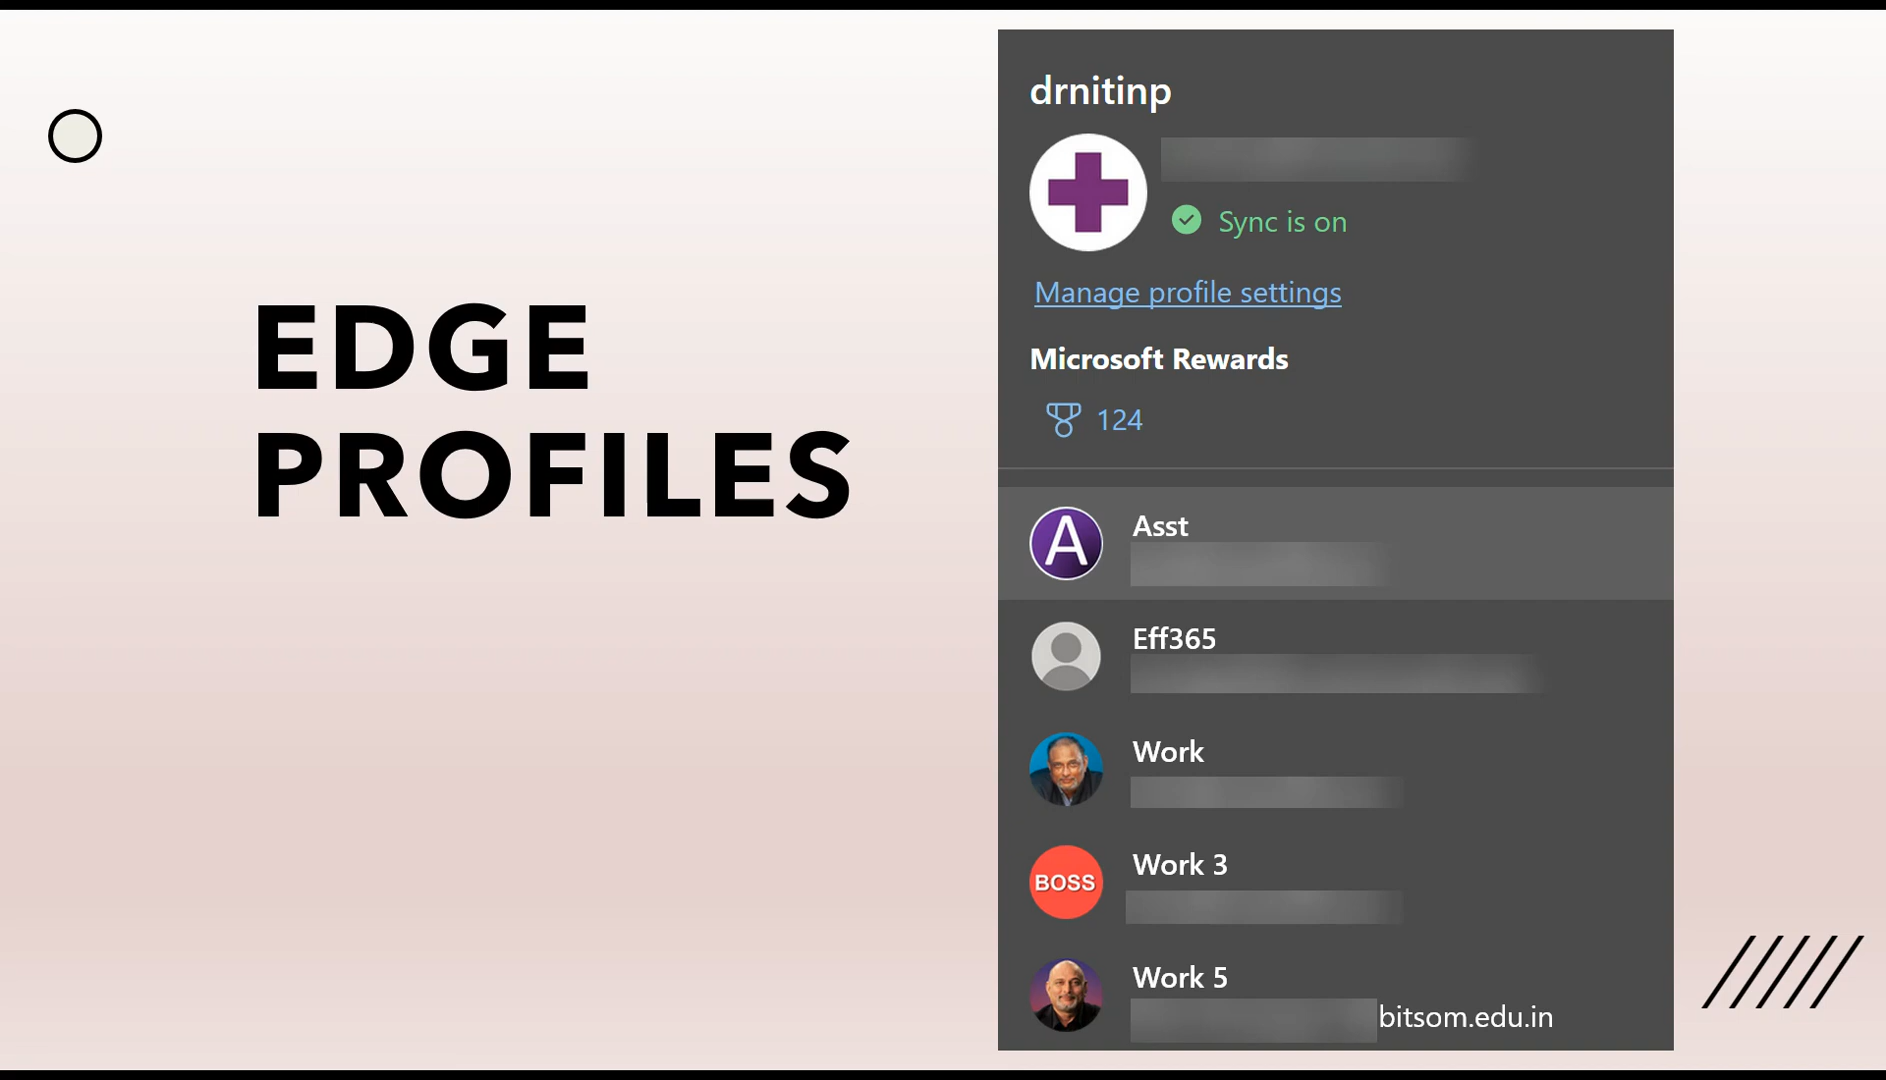 EDGE
PROFILES
drnitinp
Sync is on
Manage profile settings
Microsoft Rewards
124
A
Asst
Eff365
Work
BOSS
Work 3
Work 5
bitsom.edu.in